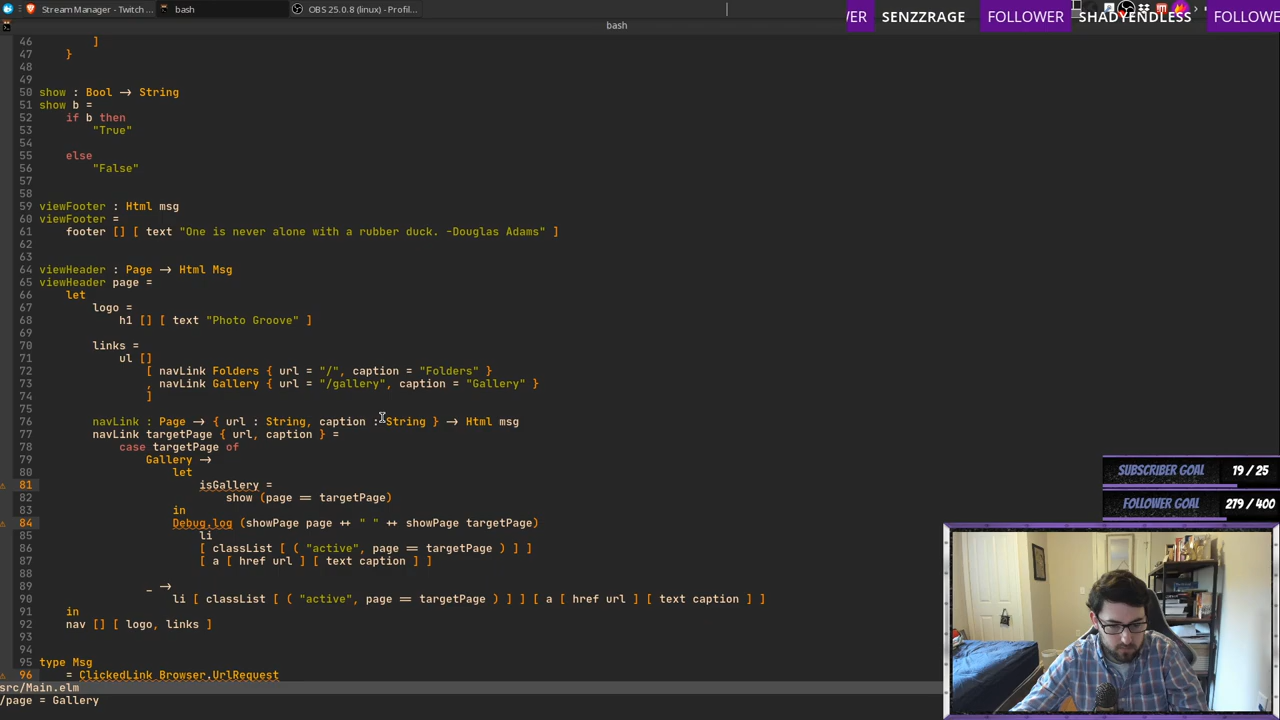 Stream Manager - Twitch
bash
OBS 25.0.8 (linux) - Profil...
bash
WER SENZZRAGE FOLLOWER SHADYENDLESS FOLLOWE
46 ]
47 }
48
49
50 show : Bool → String
51 show b =
52 if b then
53 "True"
54
55 else
56 "False"
57
58
59 viewFooter : Html msg
60 viewFooter =
61 footer [] [ text "One is never alone with a rubber duck. -Douglas Adams" ]
62
63
64 viewHeader : Page → Html Msg
65 viewHeader page =
66 let
67 logo =
68 h1 [] [ text "Photo Groove" ]
69
70 links =
71 ul []
72 [ navLink Folders { url = "/", caption = "Folders" }
73 , navLink Gallery { url = "/gallery", caption = "Gallery" }
74 ]
75
76 navLink : Page → { url : String, caption : String } → Html msg
77 navLink targetPage { url, caption } =
78 case targetPage of
79 Gallery →
80 let
81 isGallery =
82 show (page == targetPage)
83 in
84 Debug.log (showPage page ++ " " ++ showPage targetPage)
85 li
86 [ classList [ ( "active", page == targetPage ) ] ]
87 [ a [ href url ] [ text caption ] ]
88
89 _ →
90 li [ classList [ ( "active", page == targetPage ) ] ] [ a [ href url ] [ text caption ] ]
91 in
92 nav [] [ logo, links ]
93
94
95 type Msg
96 = ClickedLink Browser.UrlRequest
src/Main.elm
/page = Gallery
SUBSCRIBER GOAL 19 / 25
FOLLOWER GOAL 279 / 400